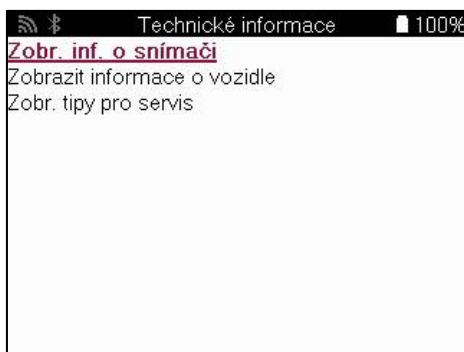 Technické informace 100%
Zobr. inf. o snímači
Zobrazit informace o vozidle
Zobr. tipy pro servis